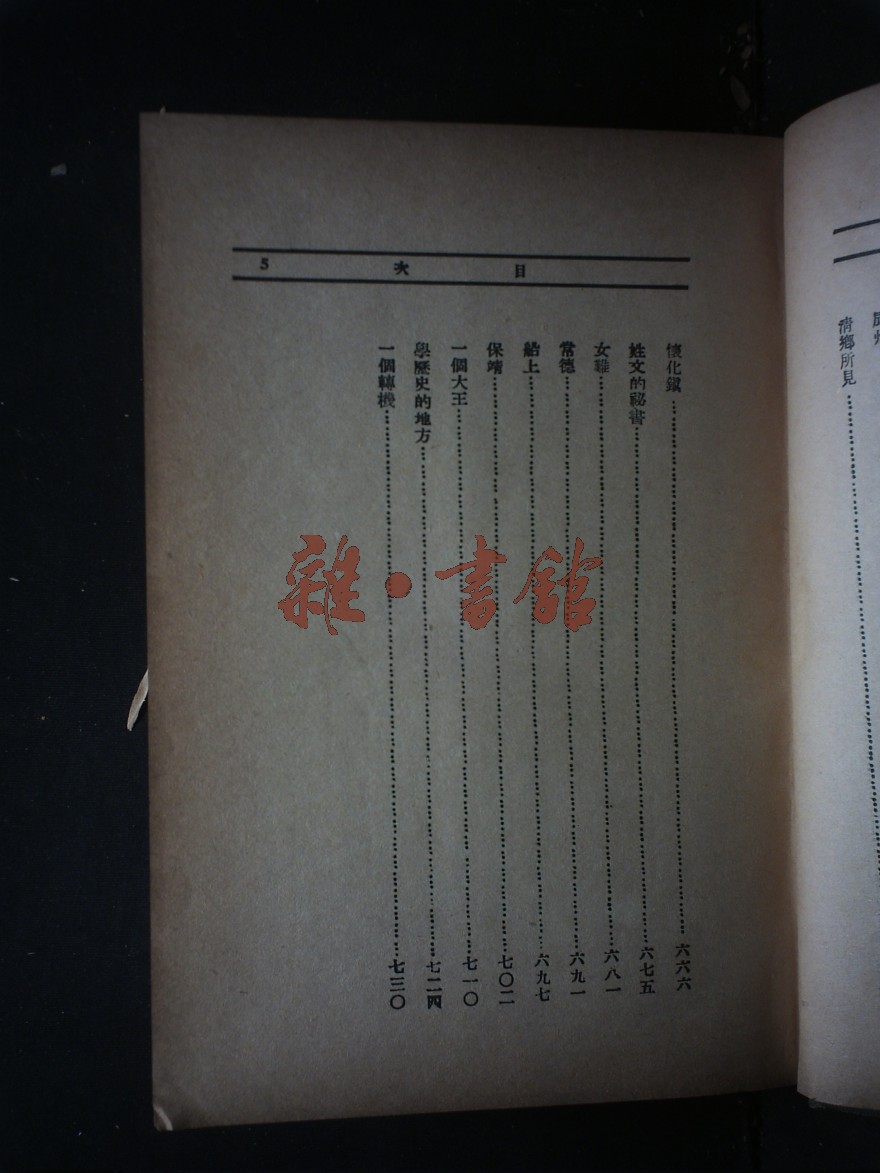 目次 5
懷化鎮 六六六
姓文的祕書 六七五
女難 六八一
常德 六九一
船上 六九七
保靖 七〇二
一個大王 七一〇
學歷史的地方 七二四
一個轉機 七三〇
清鄉所見
雜·書館